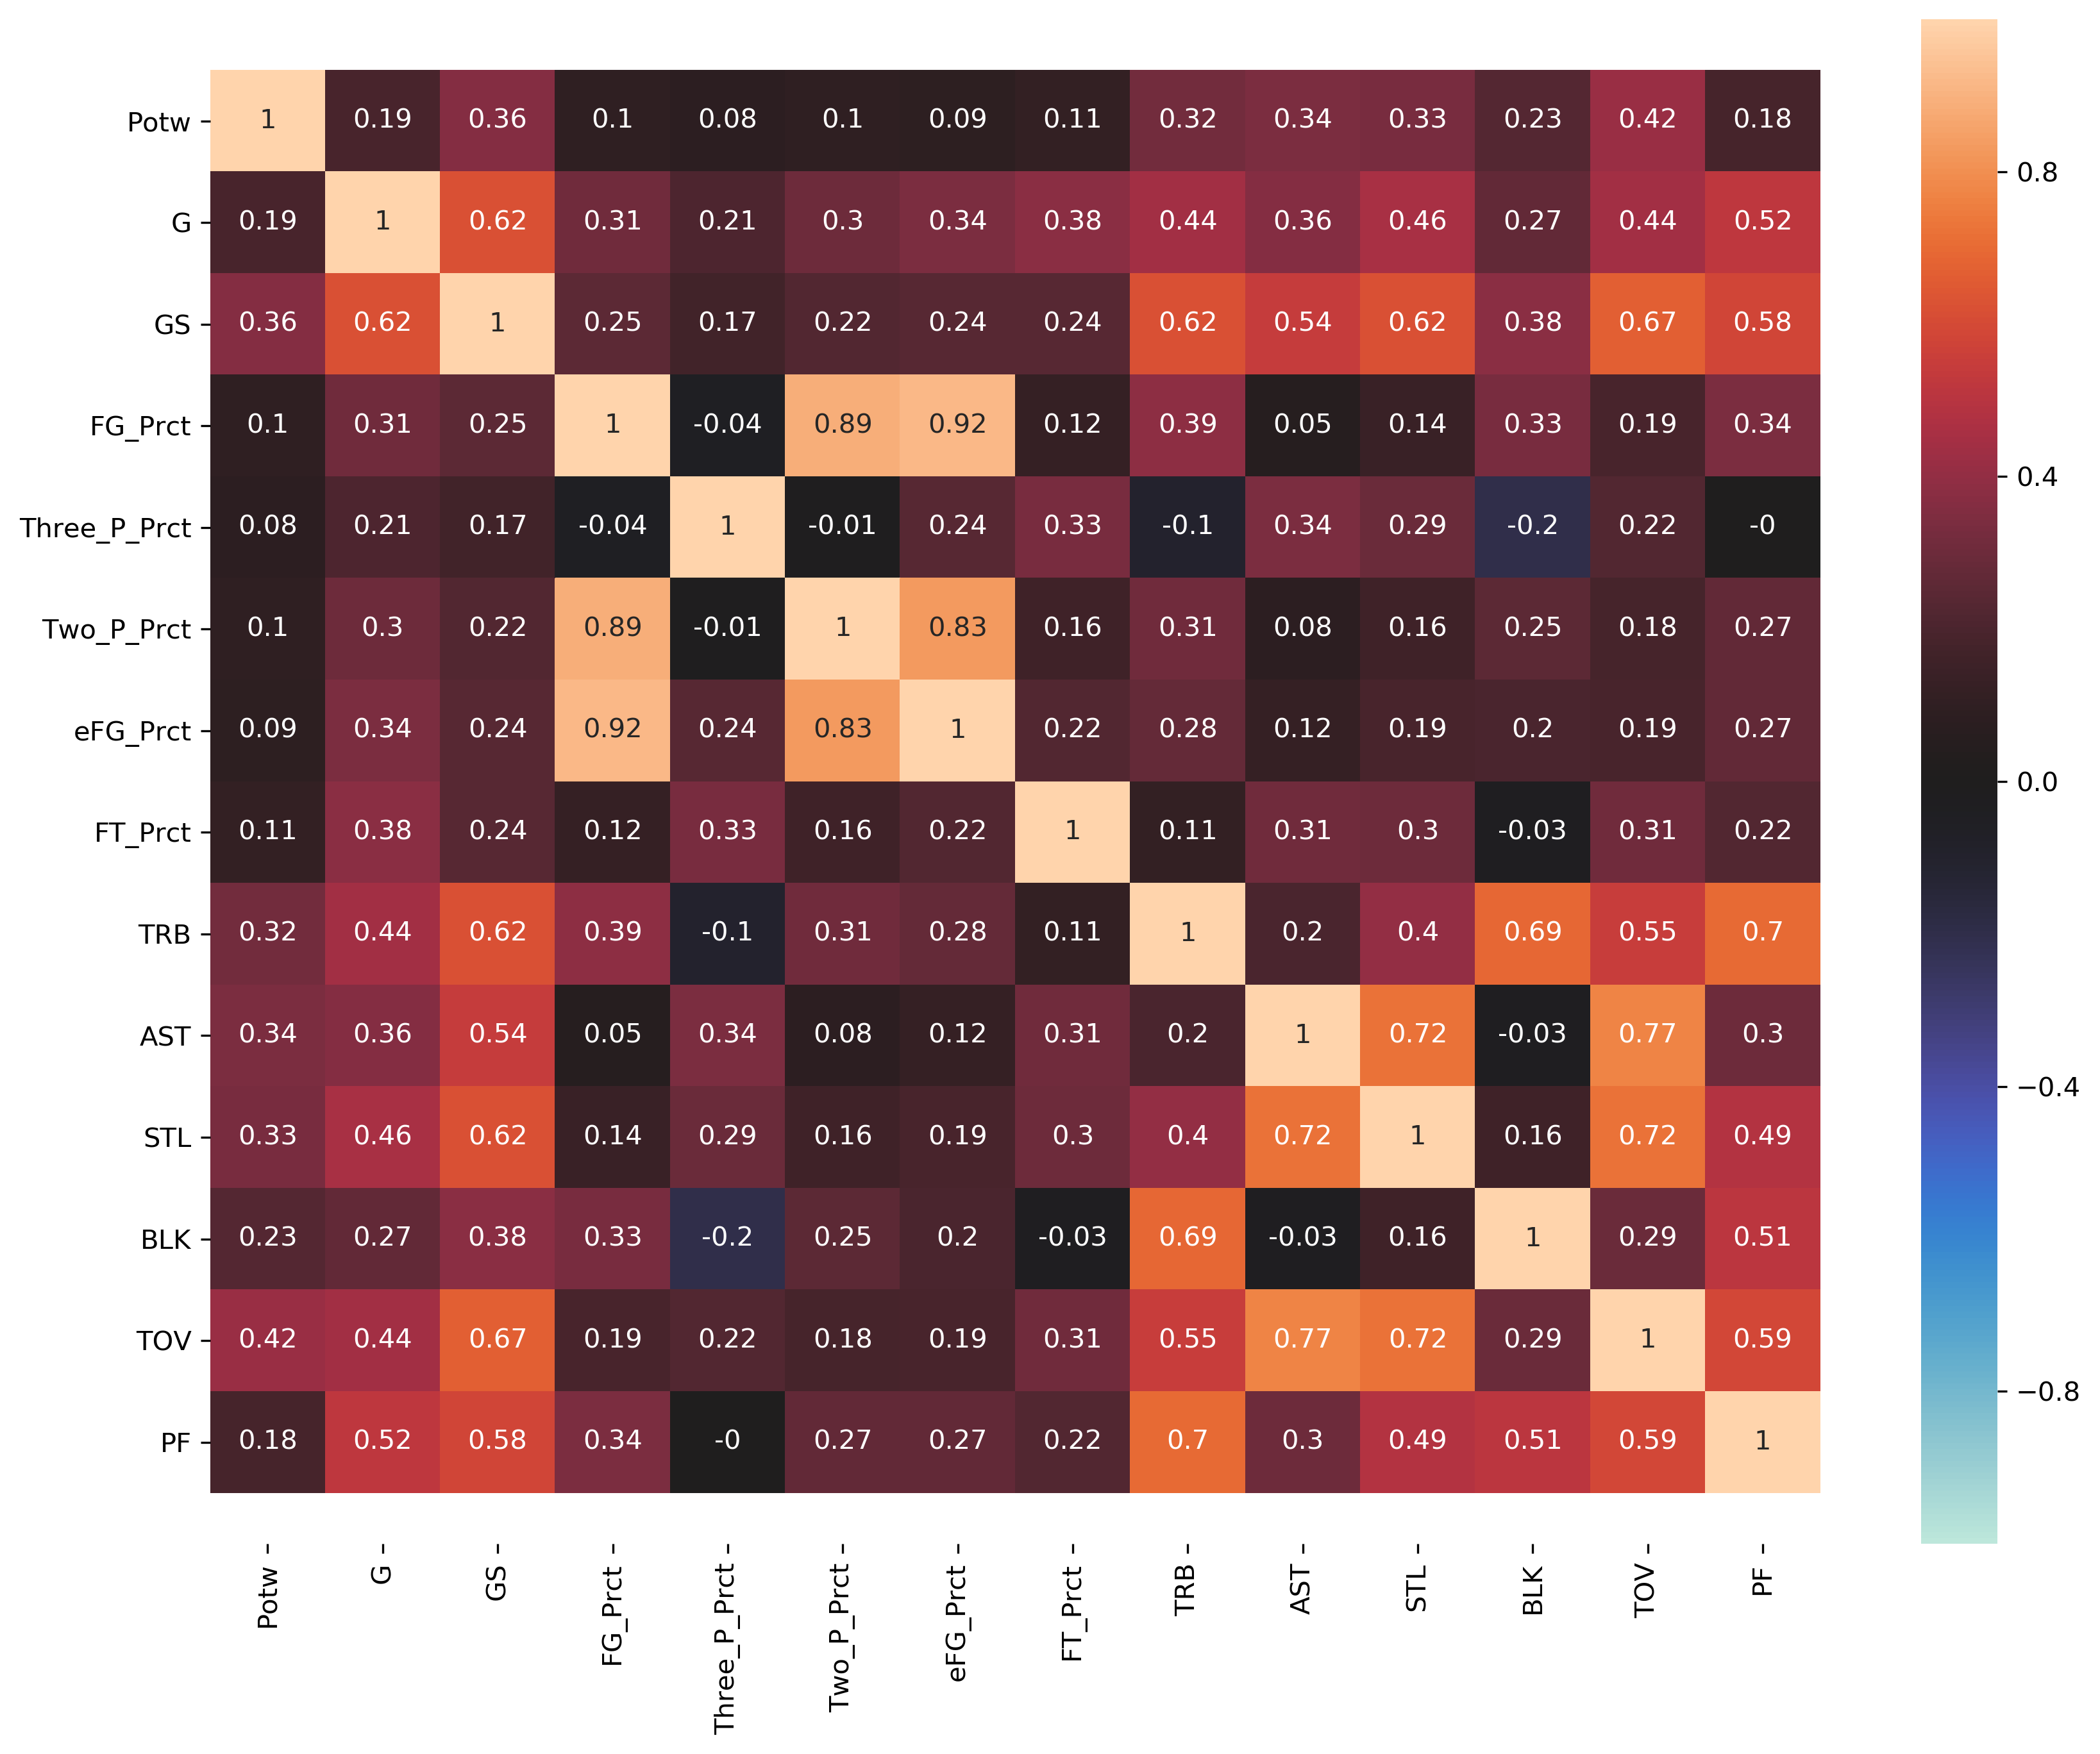 Potw 1 0.19 0.36 0.1 0.08 0.1 0.09 0.11 0.32 0.34 0.33 0.23 0.42 0.18
G 0.19 1 0.62 0.31 0.21 0.3 0.34 0.38 0.44 0.36 0.46 0.27 0.44 0.52
GS 0.36 0.62 1 0.25 0.17 0.22 0.24 0.24 0.62 0.54 0.62 0.38 0.67 0.58
FG_Prct 0.1 0.31 0.25 1 -0.04 0.89 0.92 0.12 0.39 0.05 0.14 0.33 0.19 0.34
Three_P_Prct 0.08 0.21 0.17 -0.04 1 -0.01 0.24 0.33 -0.1 0.34 0.29 -0.2 0.22 -0
Two_P_Prct 0.1 0.3 0.22 0.89 -0.01 1 0.83 0.16 0.31 0.08 0.16 0.25 0.18 0.27
eFG_Prct 0.09 0.34 0.24 0.92 0.24 0.83 1 0.22 0.28 0.12 0.19 0.2 0.19 0.27
FT_Prct 0.11 0.38 0.24 0.12 0.33 0.16 0.22 1 0.11 0.31 0.3 -0.03 0.31 0.22
TRB 0.32 0.44 0.62 0.39 -0.1 0.31 0.28 0.11 1 0.2 0.4 0.69 0.55 0.7
AST 0.34 0.36 0.54 0.05 0.34 0.08 0.12 0.31 0.2 1 0.72 -0.03 0.77 0.3
STL 0.33 0.46 0.62 0.14 0.29 0.16 0.19 0.3 0.4 0.72 1 0.16 0.72 0.49
BLK 0.23 0.27 0.38 0.33 -0.2 0.25 0.2 -0.03 0.69 -0.03 0.16 1 0.29 0.51
TOV 0.42 0.44 0.67 0.19 0.22 0.18 0.19 0.31 0.55 0.77 0.72 0.29 1 0.59
PF 0.18 0.52 0.58 0.34 -0 0.27 0.27 0.22 0.7 0.3 0.49 0.51 0.59 1
Potw
G
GS
FG_Prct
Three_P_Prct
Two_P_Prct
eFG_Prct
FT_Prct
TRB
AST
STL
BLK
TOV
PF
0.8
0.4
0.0
−0.4
−0.8